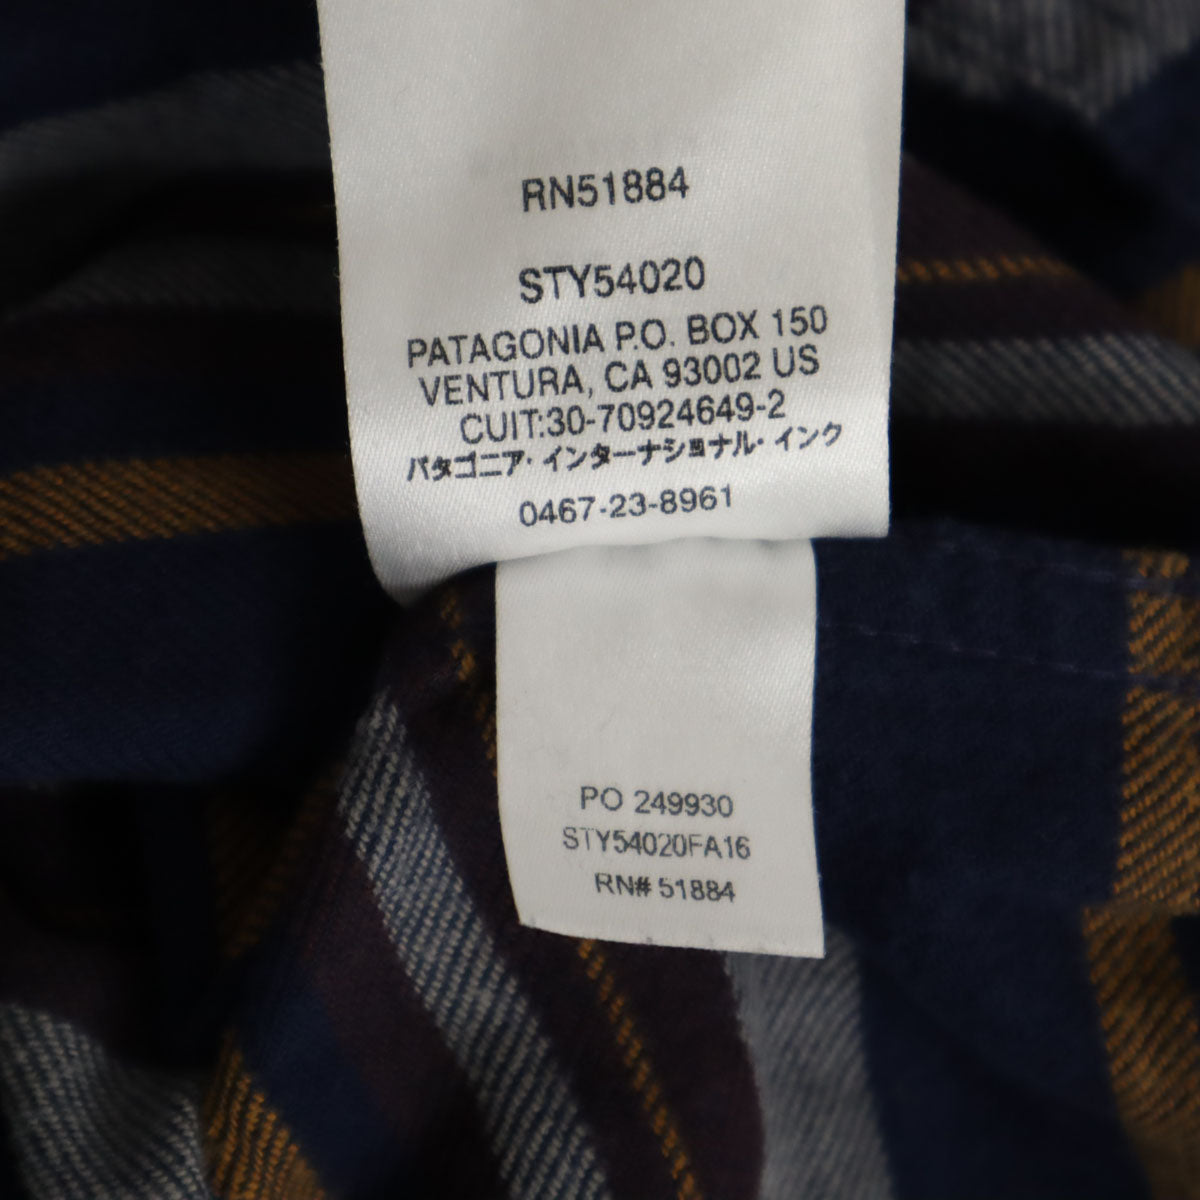 RN51884
STY54020
PATAGONIA P.O. BOX 150
VENTURA, CA 93002 US
CUIT:30-70924649-2
パタゴニア・インターナショナル・インク
0467-23-8961
PO 249930
STY54020FA16
RN# 51884